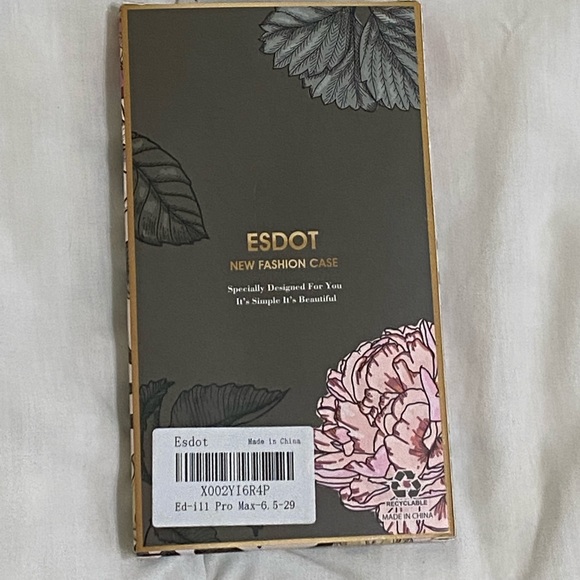 ESDOT
NEW FASHION CASE
Specially Designed For You
It's Simple It's Beautiful
Esdot Made in China
X002YI6R4P
Ed-i11 Pro Max-6.5-29
RECYCLABLE
MADE IN CHINA